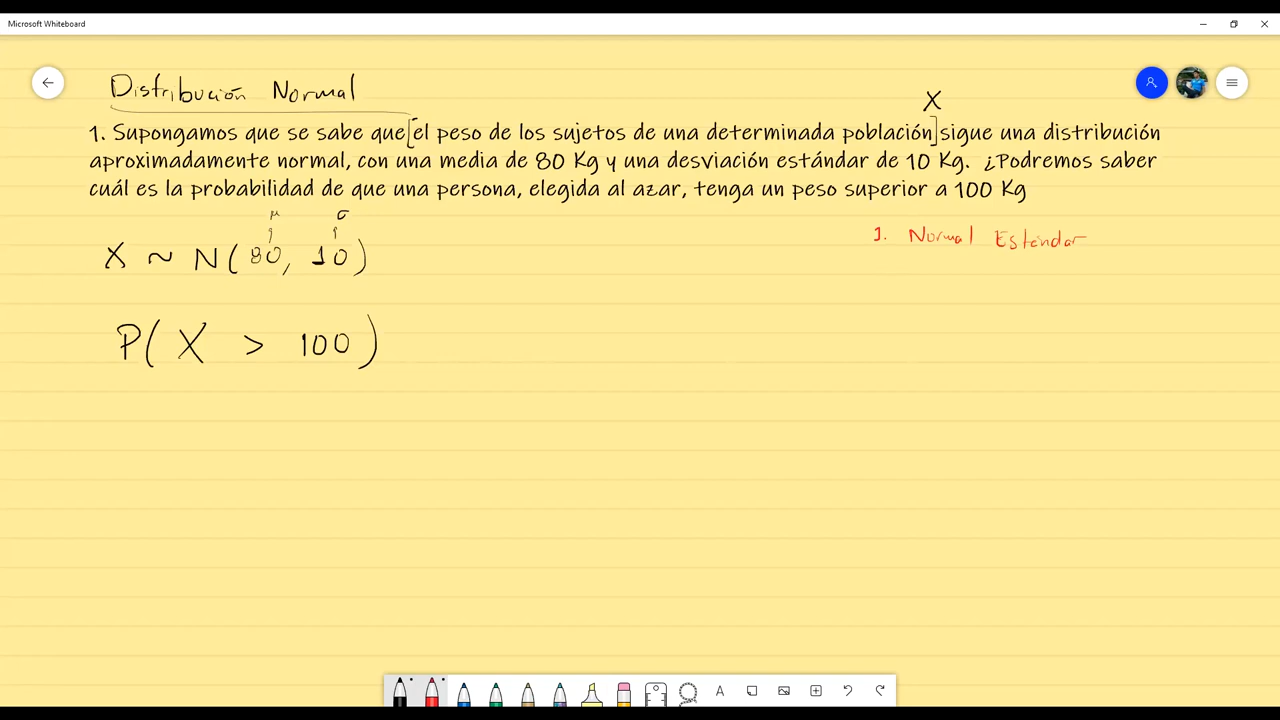 Microsoft Whiteboard
Distribución Normal
X
1. Supongamos que se sabe que[el peso de los sujetos de una determinada población]sigue una distribución
aproximadamente normal, con una media de 80 Kg y una desviación estándar de 10 Kg. ¿Podremos saber
cuál es la probabilidad de que una persona, elegida al azar, tenga un peso superior a 100 Kg
μ σ
1. Normal Estándar
X ~ N(80, 10)
P( X > 100)
A